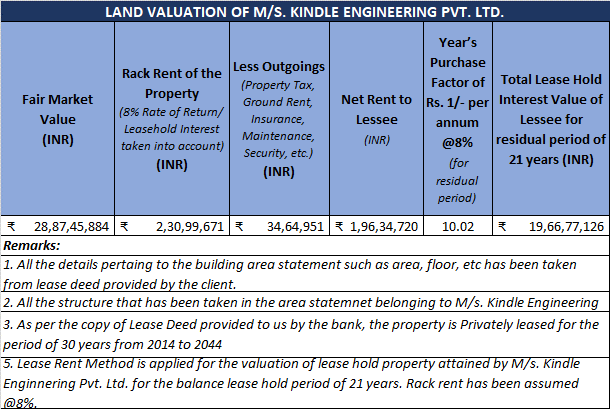 LAND VALUATION OF M/S. KINDLE ENGINEERING PVT. LTD.
Fair Market
Value
(INR)
Rack Rent of the
Property
(8% Rate of Return/
Leasehold Interest
taken into account)
(INR)
Less Outgoings
(Property Tax,
Ground Rent,
Insurance,
Maintenance,
Security, etc.)
(INR)
Net Rent to
Lessee
(INR)
Year's
Purchase
Factor of
Rs. 1/- per
annum
@8%
(for
residual
period)
Total Lease Hold
Interest Value of
Lessee for
residual period of
21 years (INR)
₹ 28,87,45,884 ₹ 2,30,99,671 ₹ 34,64,951 ₹ 1,96,34,720 10.02 ₹ 19,66,77,126
Remarks:
1. All the details pertaing to the building area statement such as area, floor, etc has been taken
from lease deed provided by the client.
2. All the structure that has been taken in the area statemnet belonging to M/s. Kindle Engineering
3. As per the copy of Lease Deed provided to us by the bank, the property is Privately leased for the
period of 30 years from 2014 to 2044
5. Lease Rent Method is applied for the valuation of lease hold property attained by M/s. Kindle
Enginnering Pvt. Ltd. for the balance lease hold period of 21 years. Rack rent has been assumed
@8%.